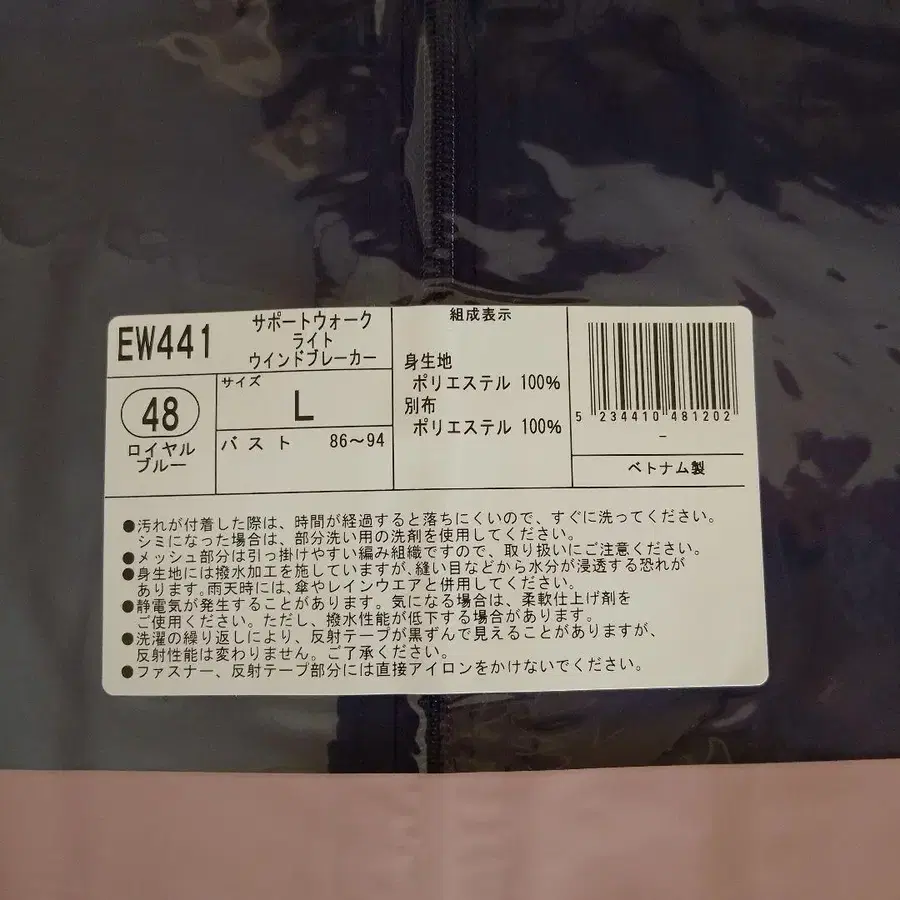 EW441
サポートウォーク
ライト
ウインドブレーカー
48
ロイヤル
ブルー
サイズ
L
バスト 86～94
組成表示
身生地
ポリエステル 100%
別布
ポリエステル 100%
5 234410 481202
-
ベトナム製
●汚れが付着した際は、時間が経過すると落ちにくいので、すぐに洗ってください。
シミになった場合は、部分洗い用の洗剤を使用してください。
●メッシュ部分は引っ掛けやすい編み組織ですので、取り扱いにご注意ください。
●身生地には撥水加工を施していますが、縫い目などから水分が浸透する恐れが
あります。雨天時には、傘やレインウエアと併用してください。
●静電気が発生することがあります。気になる場合は、柔軟仕上げ剤を
ご使用ください。ただし、撥水性能が低下する場合があります。
●洗濯の繰り返しにより、反射テープが黒ずんで見えることがありますが、
反射性能は変わりません。ご了承ください。
●ファスナー、反射テープ部分には直接アイロンをかけないでください。